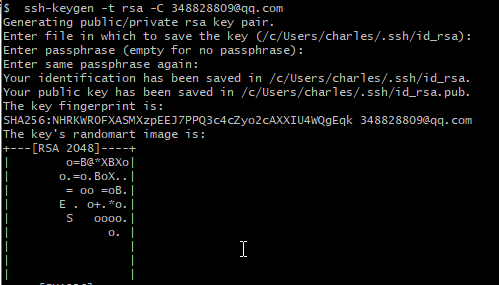 $  ssh-keygen -t rsa -C 348828809@qq.com
Generating public/private rsa key pair.
Enter file in which to save the key (/c/Users/charles/.ssh/id_rsa):
Enter passphrase (empty for no passphrase):
Enter same passphrase again:
Your identification has been saved in /c/Users/charles/.ssh/id_rsa.
Your public key has been saved in /c/Users/charles/.ssh/id_rsa.pub.
The key fingerprint is:
SHA256:NHRKWROFXASMXzpEEJ7PPQ3c4cZyo2cAXXIU4WQgEqk 348828809@qq.com
The key's randomart image is:
+---[RSA 2048]----+
|       o=B@*XBXo|
|      o.=o.BoX..|
|       = oo =oB.|
|      E . o+.*o.|
|       S   oooo.|
|             o. |
|                |
|                |
|                |